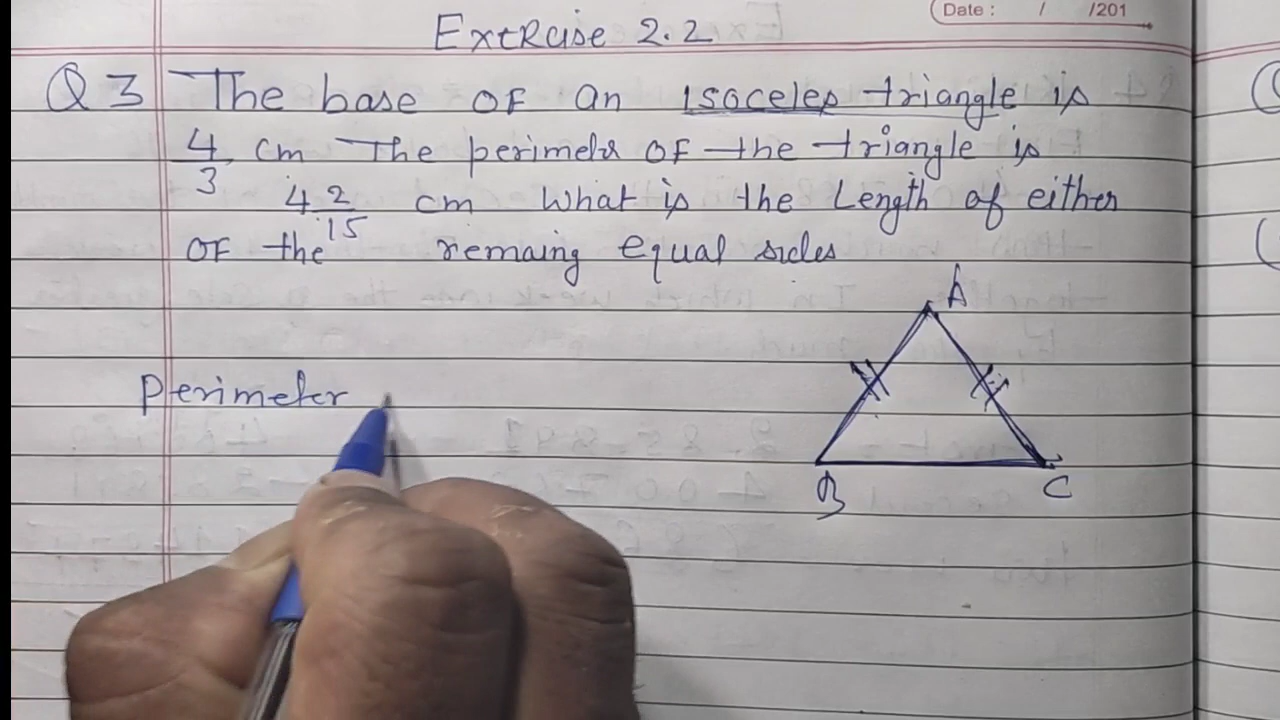 Date : / /201
Exercise 2.2
Q 3 The base OF an isoceles triangle is
4/3 cm The perimeter OF the triangle is
4 2/15 cm What is the Length of either
OF the remaing equal sides
A
Perimeter
B C